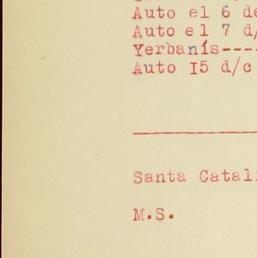 Auto el 6 de
Auto el 7 d/
Yerbanís----
Auto I5 d/c
Santa Catal
M.S.